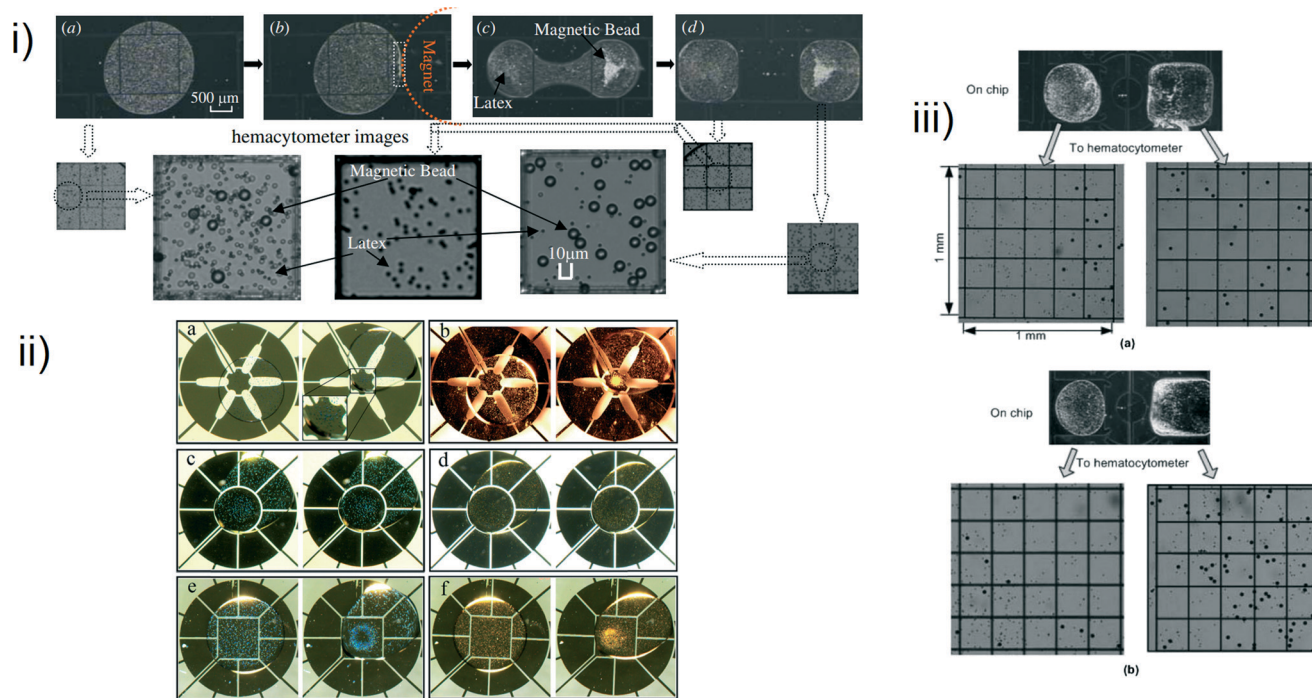 i)
(a)
(b)
(c)
(d)
Magnetic Bead
Magnet
Latex
500 μm
hemacytometer images
Magnetic Bead
Latex
10μm
ii)
a
b
c
d
e
f
iii)
On chip
To hematocytometer
1 mm
1 mm
(a)
On chip
To hematocytometer
(b)